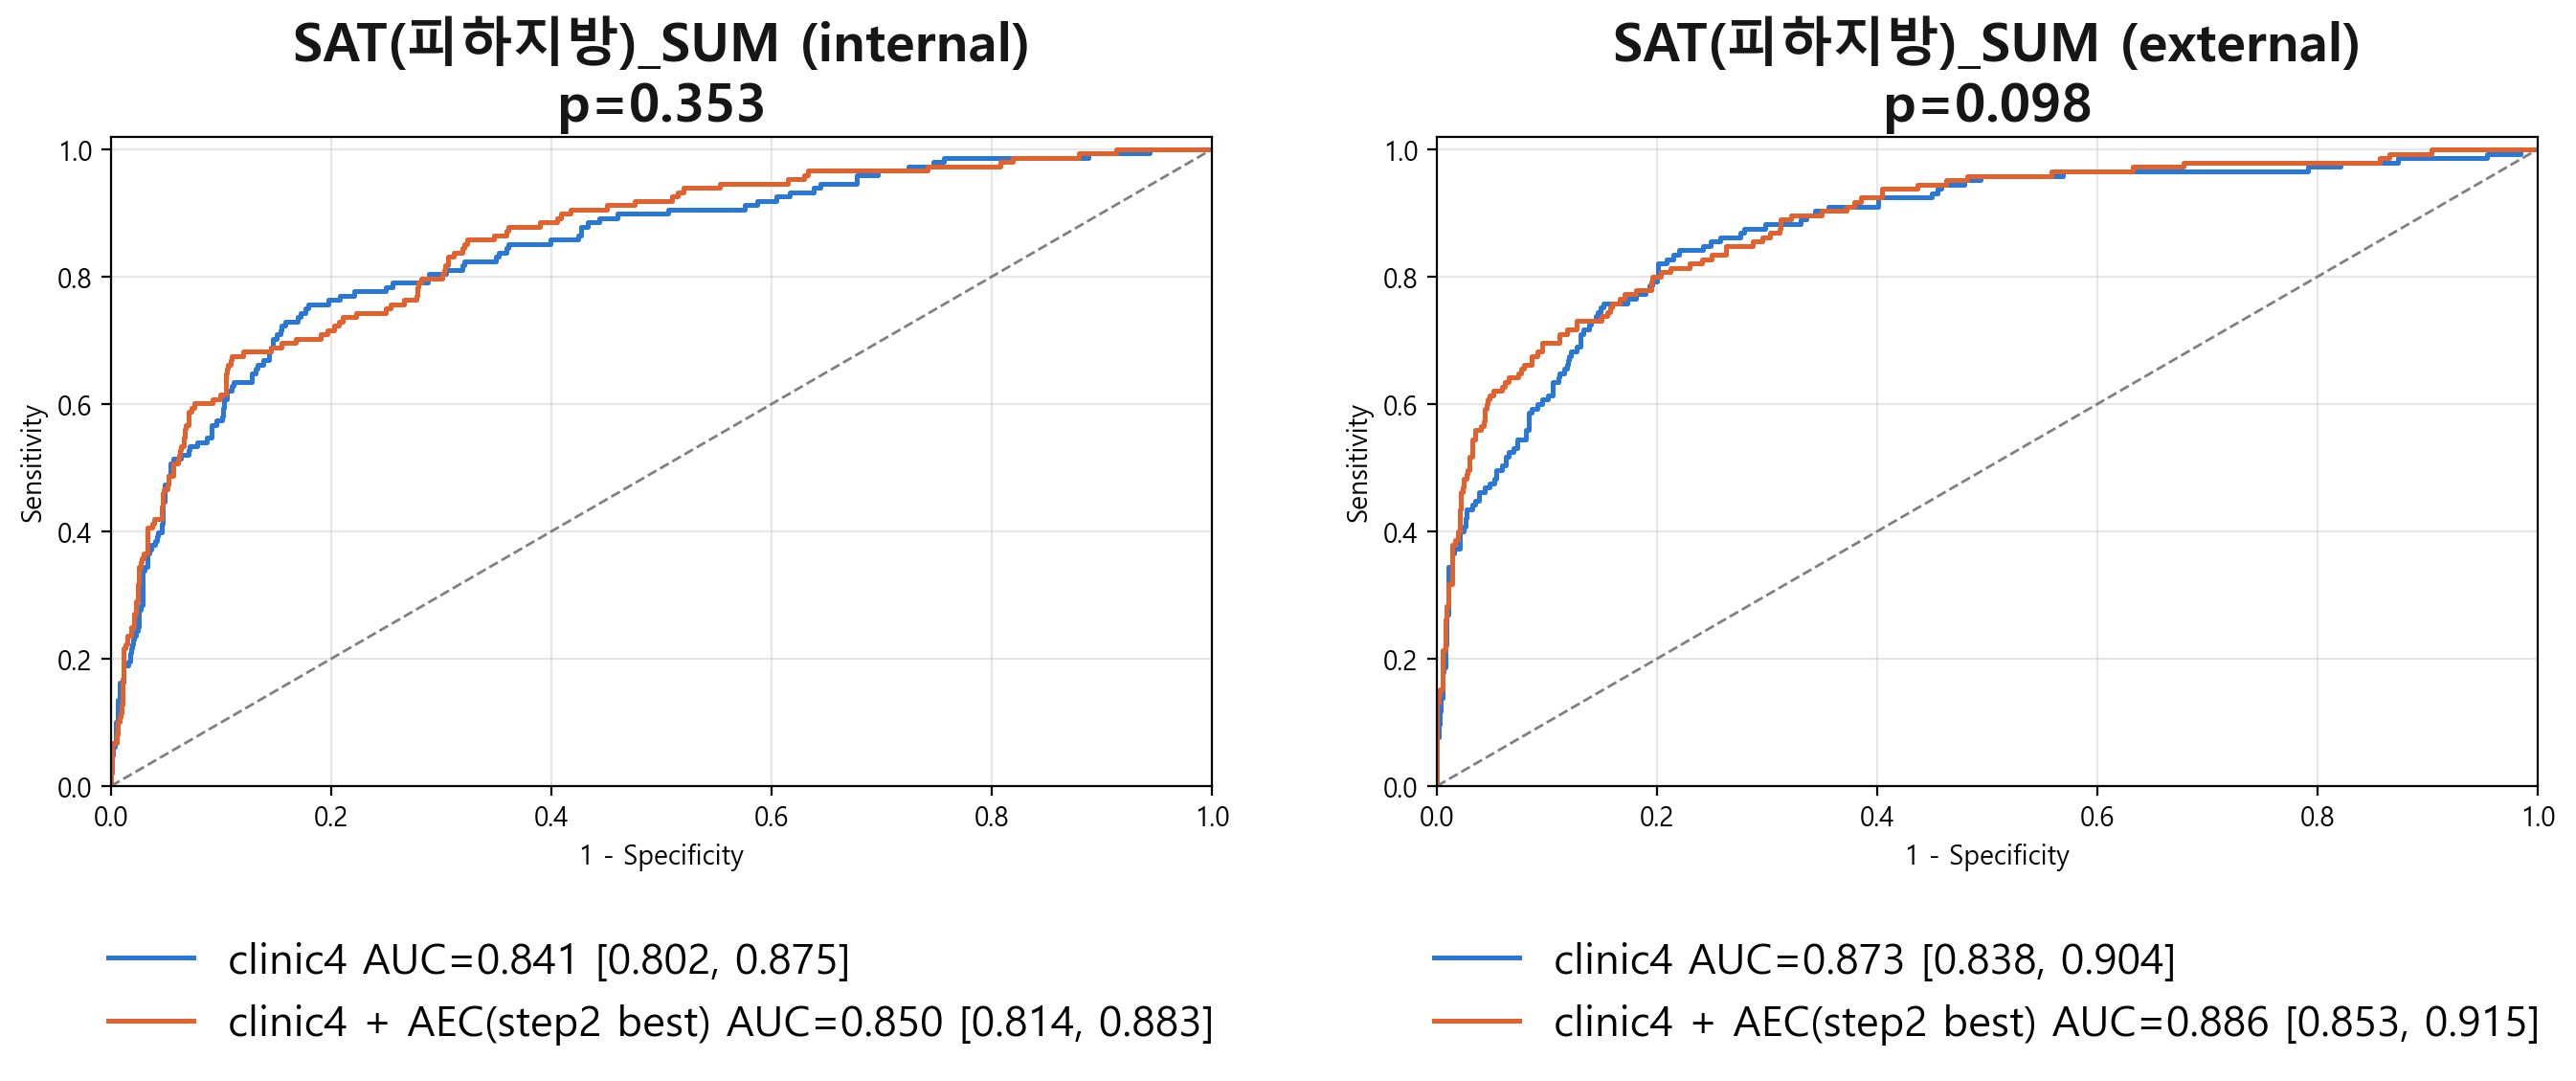 SAT(피하지방)_SUM (internal)
p=0.353
1.0
0.8
0.6
0.4
0.2
0.0
Sensitivity
0.0 0.2 0.4 0.6 0.8 1.0
1 - Specificity
clinic4 AUC=0.841 [0.802, 0.875]
clinic4 + AEC(step2 best) AUC=0.850 [0.814, 0.883]
SAT(피하지방)_SUM (external)
p=0.098
1.0
0.8
0.6
0.4
0.2
0.0
Sensitivity
0.0 0.2 0.4 0.6 0.8 1.0
1 - Specificity
clinic4 AUC=0.873 [0.838, 0.904]
clinic4 + AEC(step2 best) AUC=0.886 [0.853, 0.915]